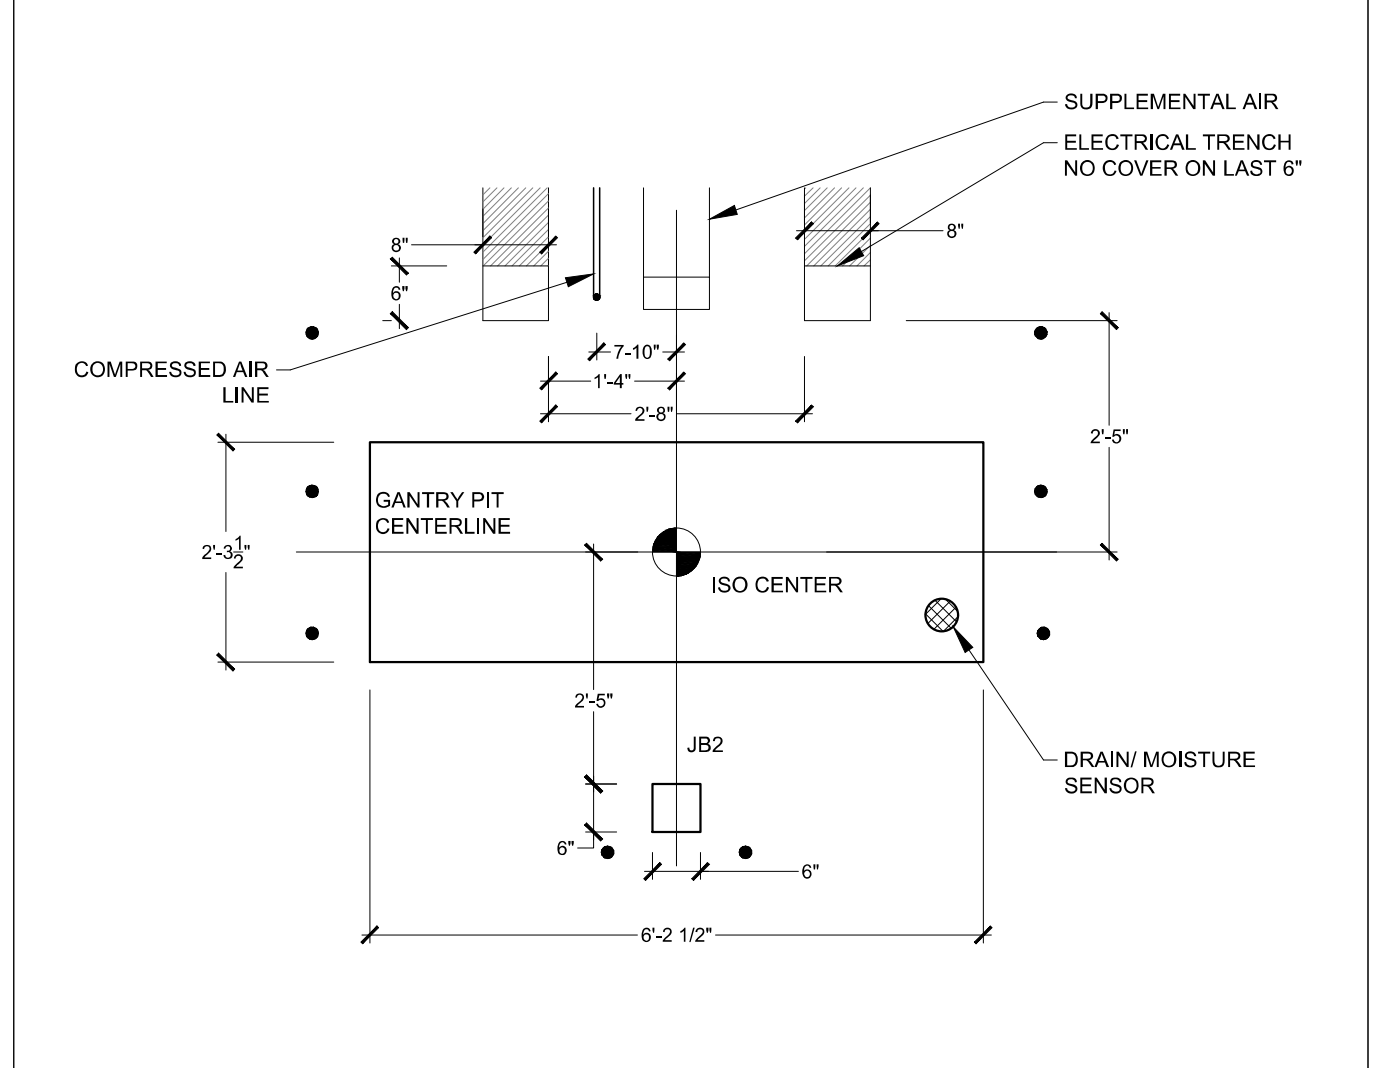 SUPPLEMENTAL AIR
ELECTRICAL TRENCH
NO COVER ON LAST 6"
8"
8"
6"
COMPRESSED AIR
LINE
7-10"
1'-4"
2'-8"
2'-5"
GANTRY PIT
CENTERLINE
2'-3 1/2"
ISO CENTER
2'-5"
JB2
DRAIN/ MOISTURE
SENSOR
6"
6"
6'-2 1/2"